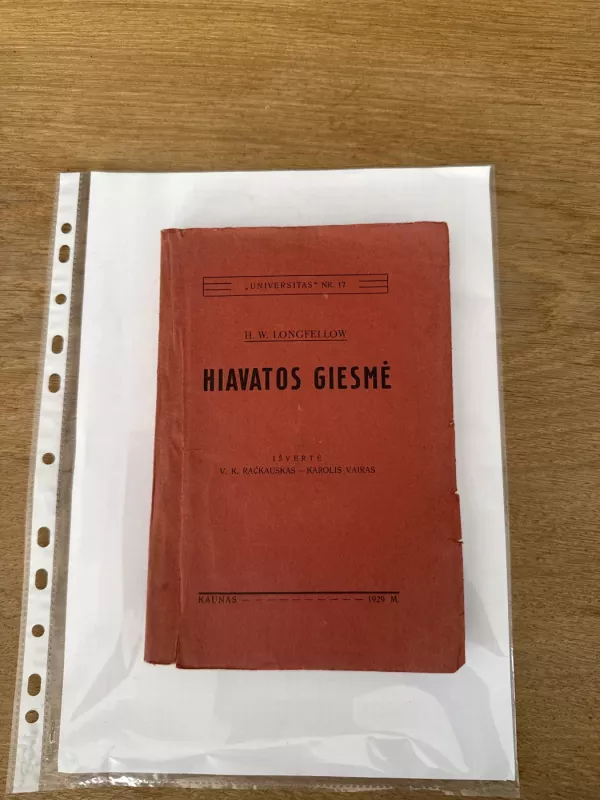 „UNIVERSITAS“ NR. 17
H. W. LONGFELLOW
HIAVATOS GIESMĖ
IŠVERTĖ
V. K. RAČKAUSKAS — KAROLIS VAIRAS
KAUNAS — — — — — — — — — — 1929 M.